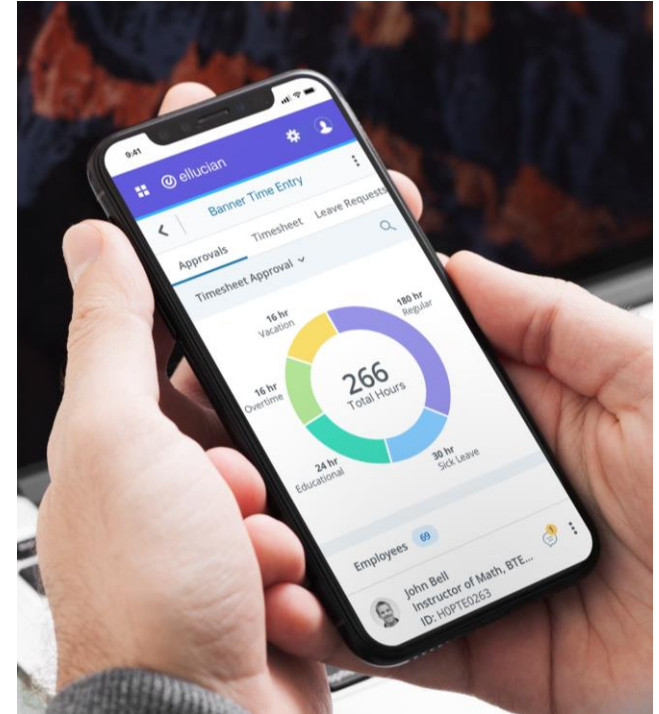 9:41
ellucian
Banner Time Entry
Approvals Timesheet Leave Requests
Timesheet Approval
16 hr
Vacation
180 hr
Regular
16 hr
Overtime
266
Total Hours
24 hr
Educational
30 hr
Sick Leave
Employees 69
1
John Bell
Instructor of Math, BTE...
ID: H0PTE0263